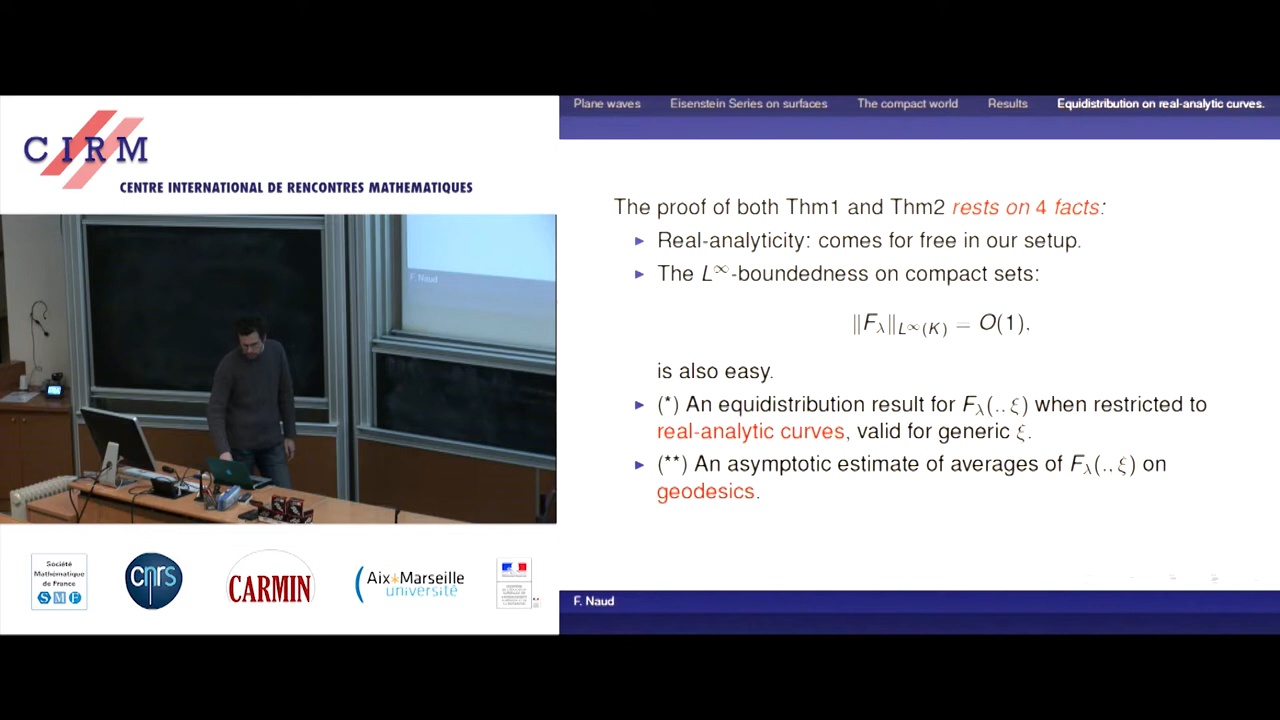 CIRM
CENTRE INTERNATIONAL DE RENCONTRES MATHEMATIQUES
F. Naud
Société
Mathématique
de France
S M F
cnrs
CARMIN
Aix*Marseille
université
Plane waves Eisenstein Series on surfaces The compact world Results Equidistribution on real-analytic curves.
The proof of both Thm1 and Thm2 rests on 4 facts:
▶ Real-analyticity: comes for free in our setup.
▶ The L^∞-boundedness on compact sets:
‖F_λ‖_{L^∞(K)} = O(1).
is also easy.
▶ (*) An equidistribution result for F_λ(., ξ) when restricted to
real-analytic curves, valid for generic ξ.
▶ (**) An asymptotic estimate of averages of F_λ(., ξ) on
geodesics.
F. Naud